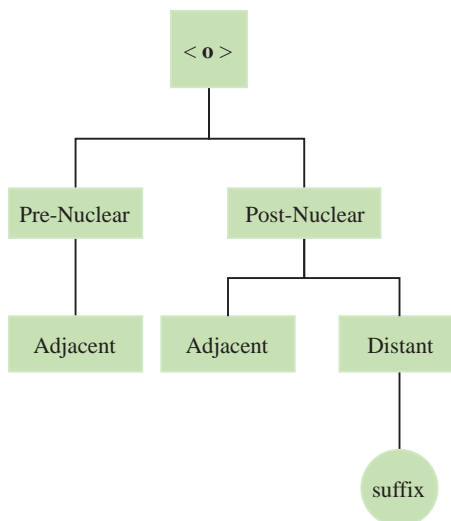 < o >
Pre-Nuclear
Post-Nuclear
Adjacent
Adjacent
Distant
suffix